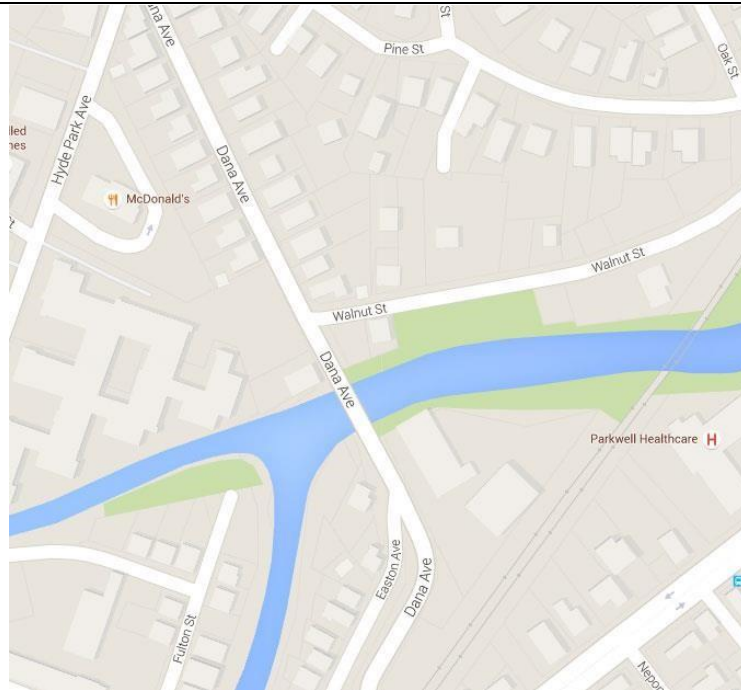 Dana Ave
St
Pine St
Oak St
Hyde Park Ave
Dana Ave
McDonald's
Walnut St
Walnut St
Dana Ave
Parkwell Healthcare H
Easton Ave
Dana Ave
Fulton St